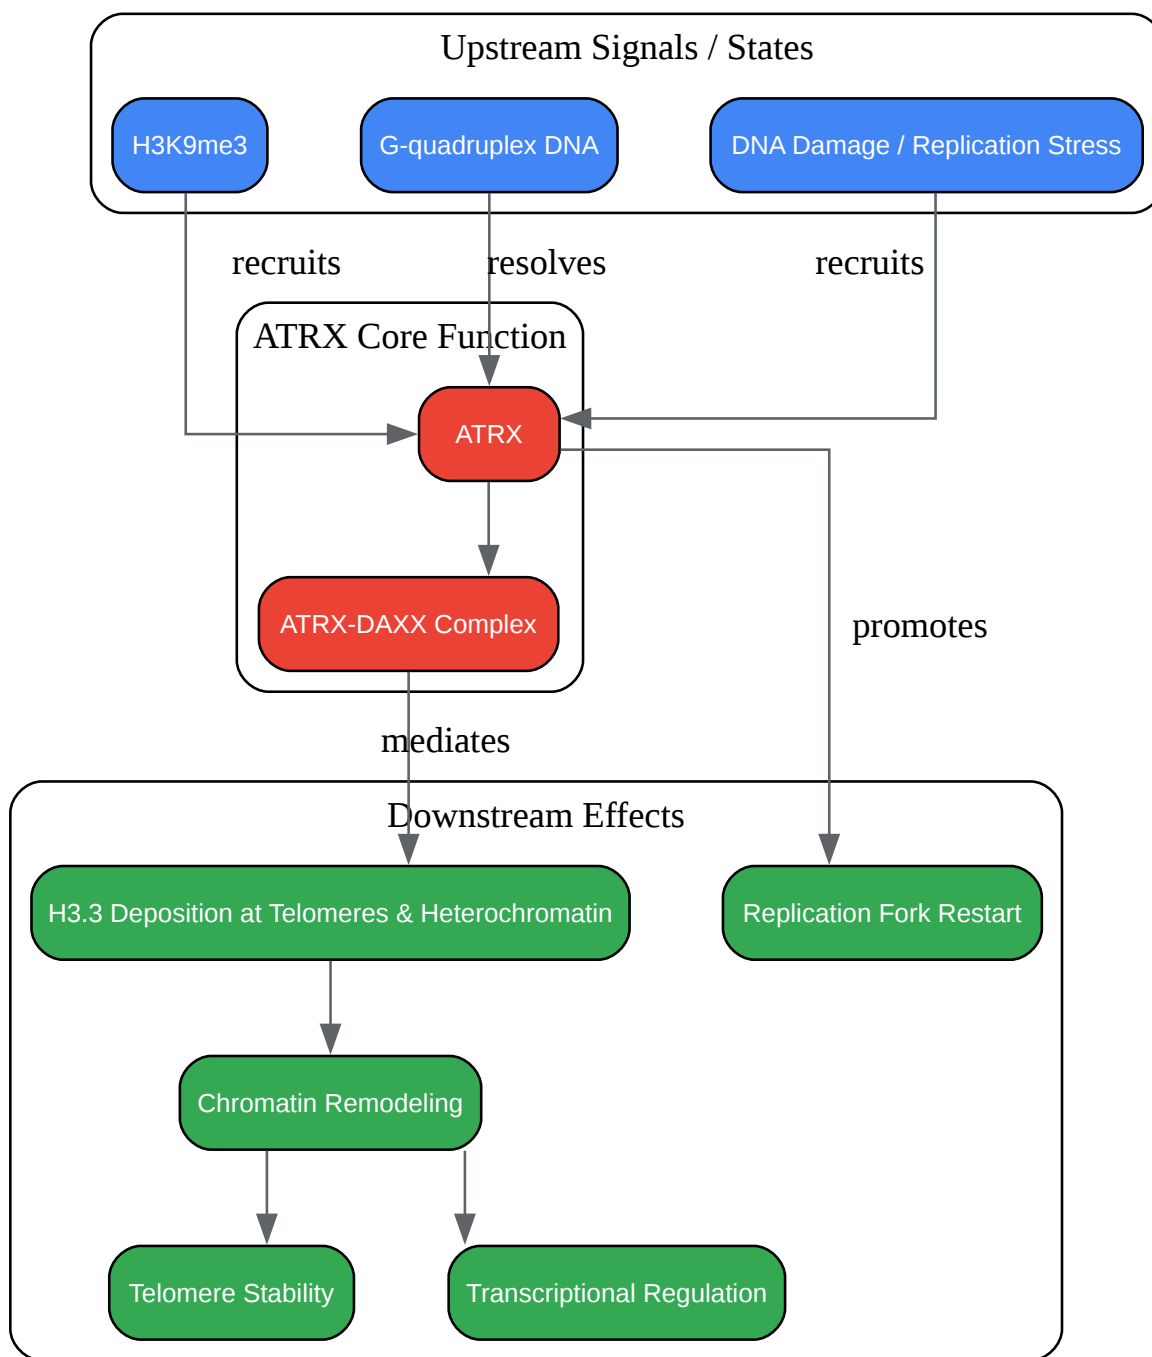 Upstream Signals / States
H3K9me3
G-quadruplex DNA
DNA Damage / Replication Stress
recruits
resolves
recruits
ATRX Core Function
ATRX
ATRX-DAXX Complex
promotes
mediates
Downstream Effects
H3.3 Deposition at Telomeres & Heterochromatin
Replication Fork Restart
Chromatin Remodeling
Telomere Stability
Transcriptional Regulation